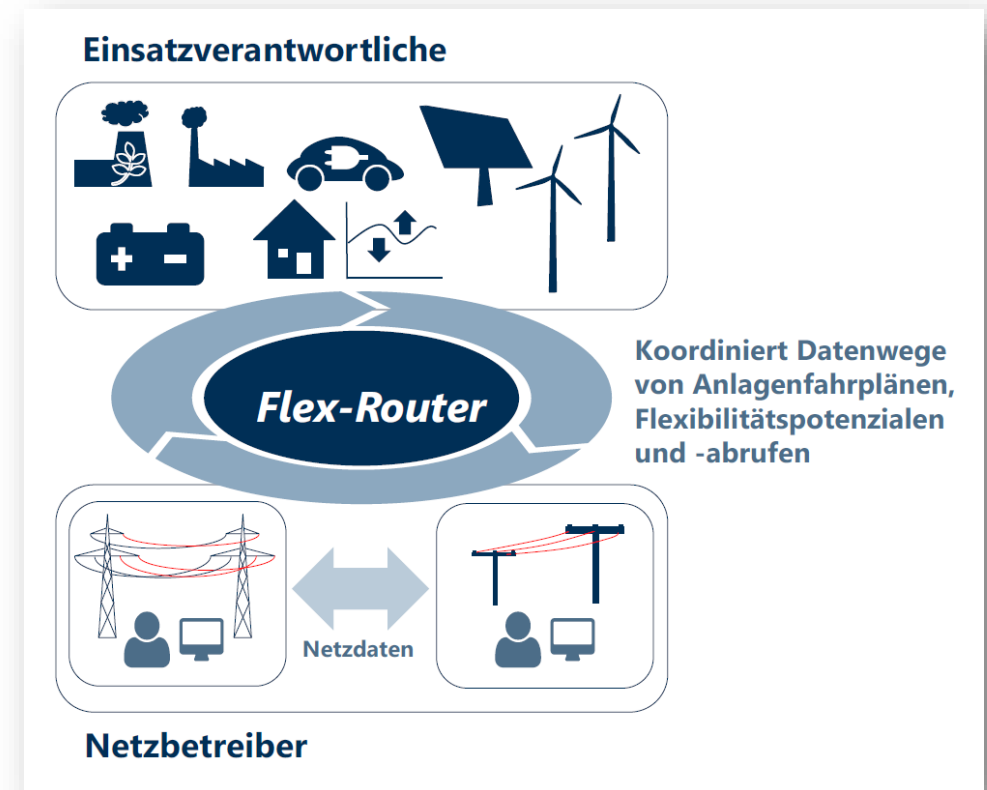 Einsatzverantwortliche
Flex-Router
Koordiniert Datenwege
von Anlagenfahrplänen,
Flexibilitätspotenzialen
und -abrufen
Netzdaten
Netzbetreiber